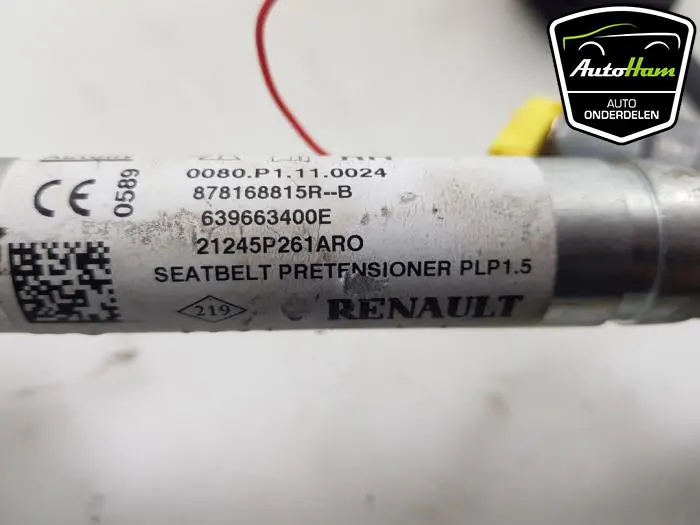 AutoHam
AUTO
ONDERDELEN
0080.P1.11.0024
878168815R--B
CE 0589
639663400E
21245P261ARO
SEATBELT PRETENSIONER PLP1.5
219
RENAULT